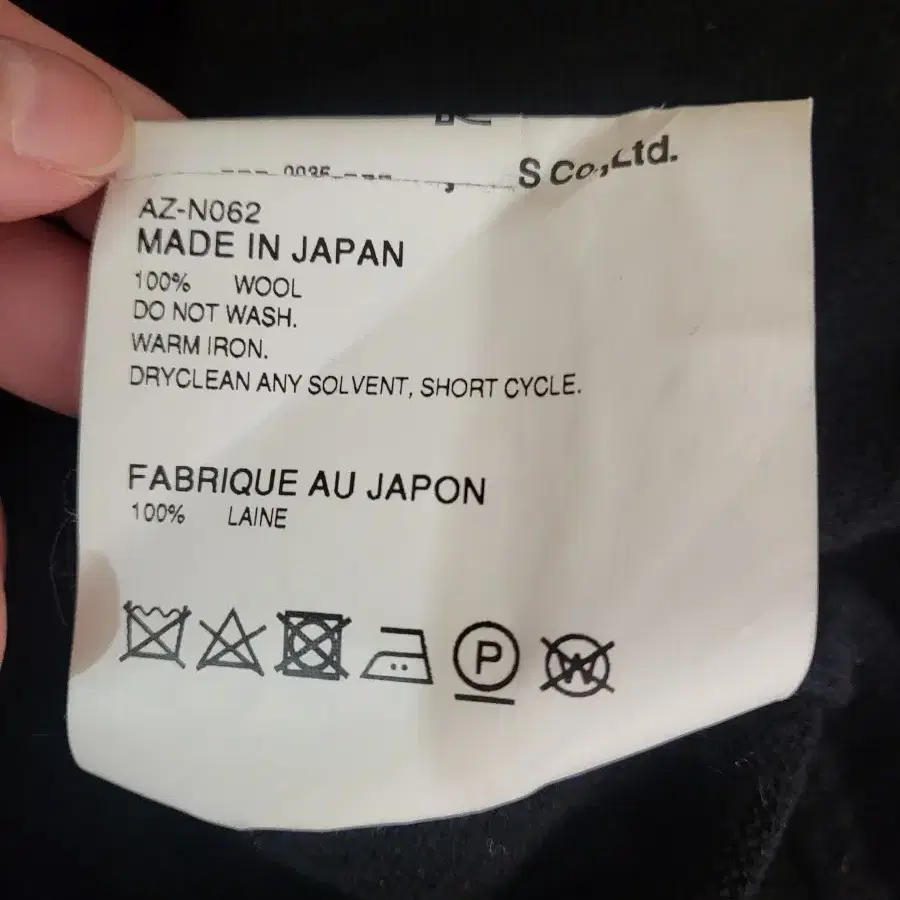 S Co.,Ltd.
AZ-N062
MADE IN JAPAN
100% WOOL
DO NOT WASH.
WARM IRON.
DRYCLEAN ANY SOLVENT, SHORT CYCLE.
FABRIQUE AU JAPON
100% LAINE
P W